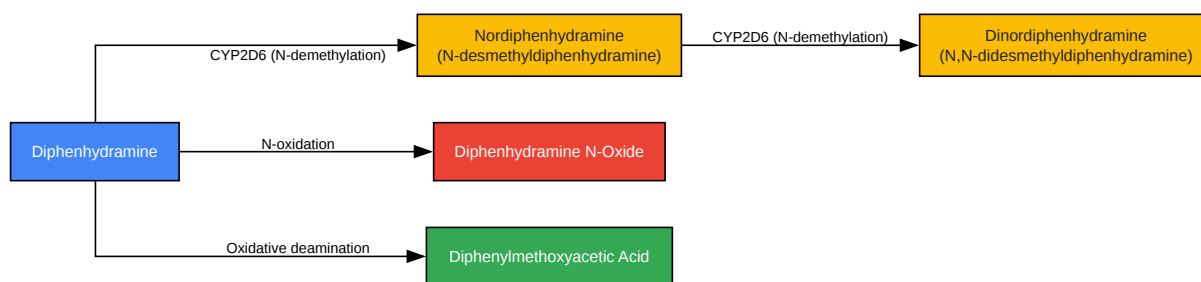 CYP2D6 (N-demethylation)
Nordiphenhydramine
(N-desmethyldiphenhydramine)
CYP2D6 (N-demethylation)
Dinordiphenhydramine
(N,N-didesmethyldiphenhydramine)
Diphenhydramine
N-oxidation
Diphenhydramine N-Oxide
Oxidative deamination
Diphenylmethoxyacetic Acid